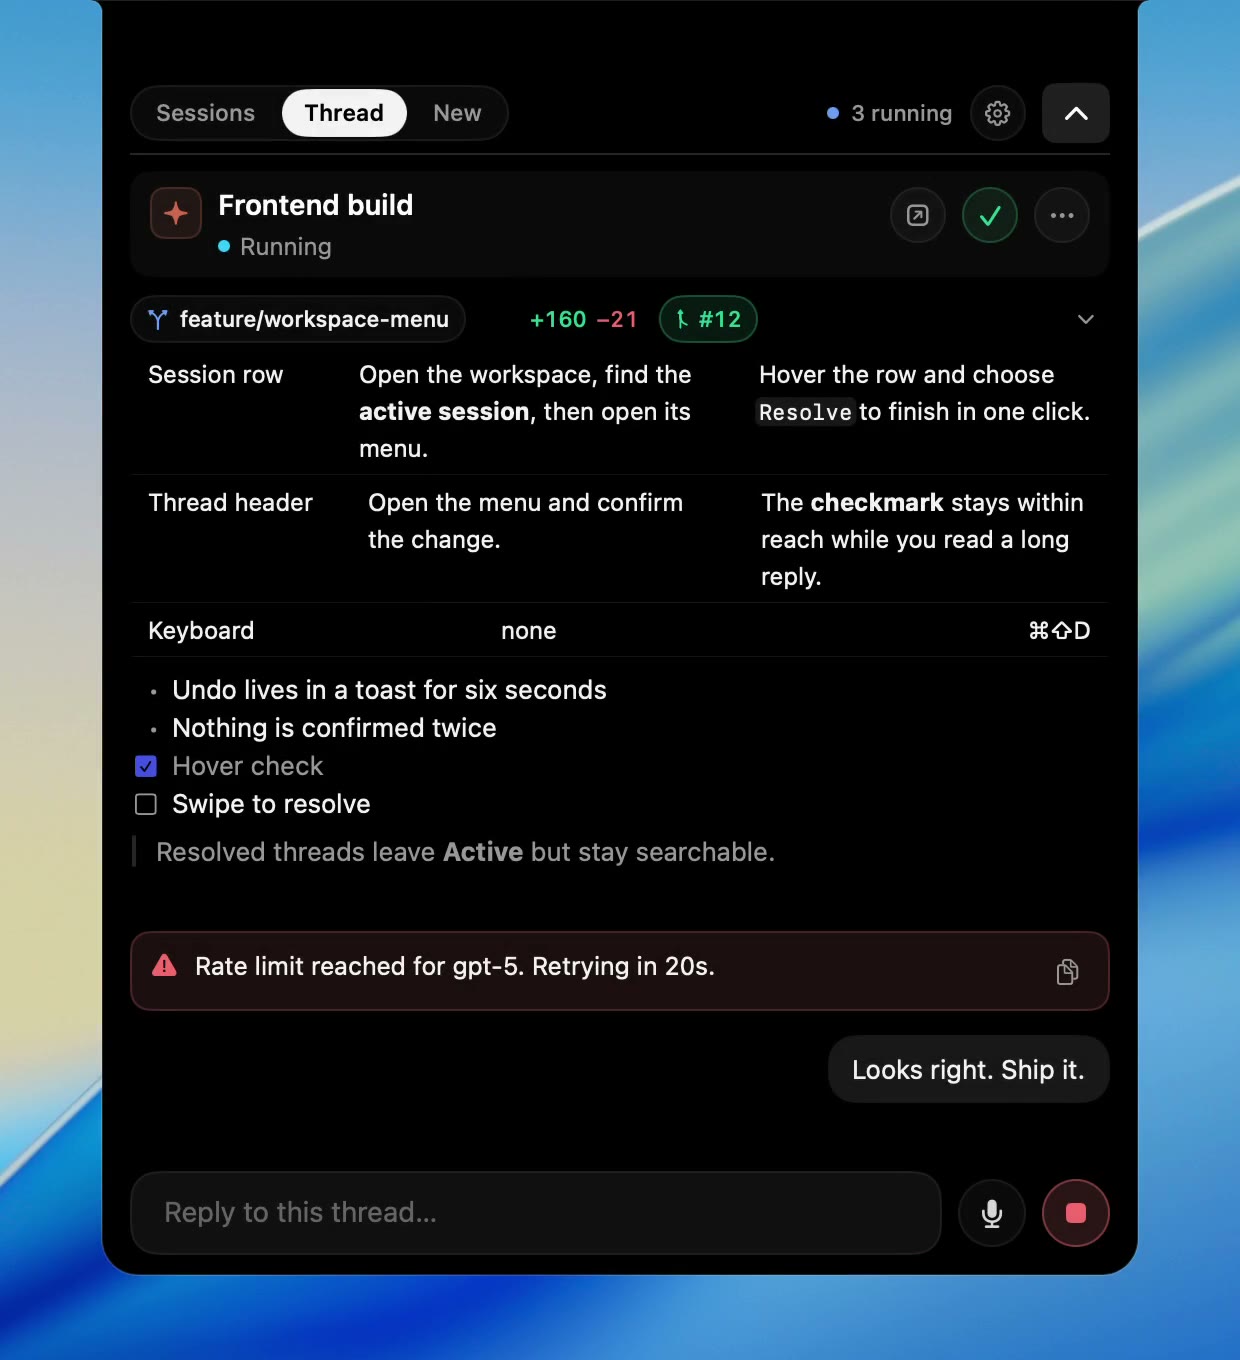 Sessions Thread New 3 running
Frontend build
Running
feature/workspace-menu +160 −21 #12
Session row
Open the workspace, find the
active session, then open its
menu.
Hover the row and choose
Resolve to finish in one click.
Thread header
Open the menu and confirm
the change.
The checkmark stays within
reach while you read a long
reply.
Keyboard none ⌘⇧D
• Undo lives in a toast for six seconds
• Nothing is confirmed twice
Hover check
Swipe to resolve
Resolved threads leave Active but stay searchable.
Rate limit reached for gpt-5. Retrying in 20s.
Looks right. Ship it.
Reply to this thread...